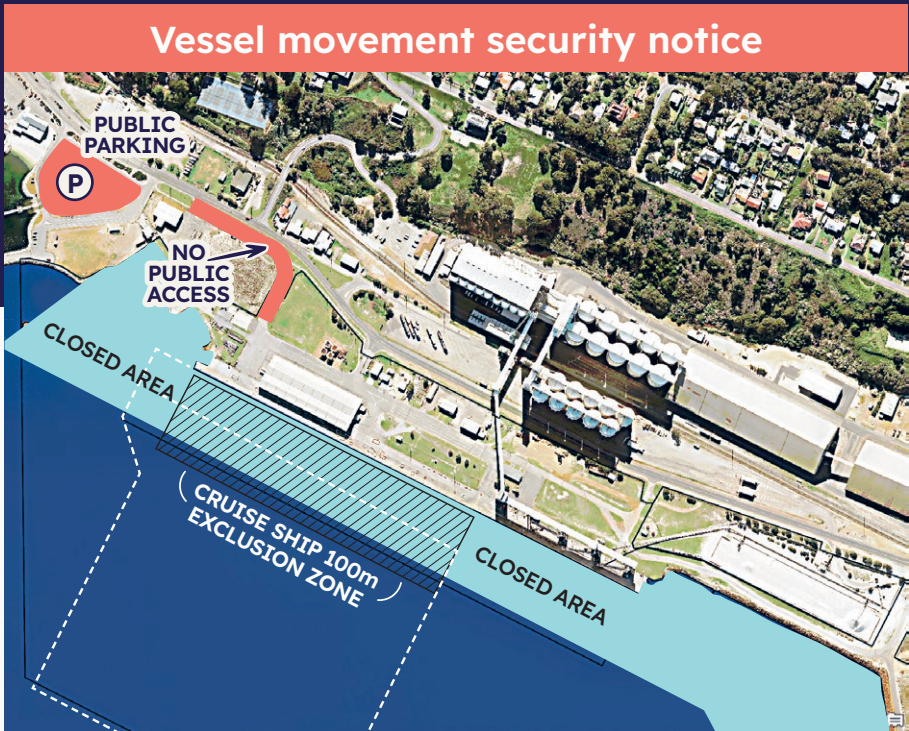 Vessel movement security notice
PUBLIC
PARKING
P
NO
PUBLIC
ACCESS
CLOSED AREA
CRUISE SHIP 100m
EXCLUSION ZONE
CLOSED AREA